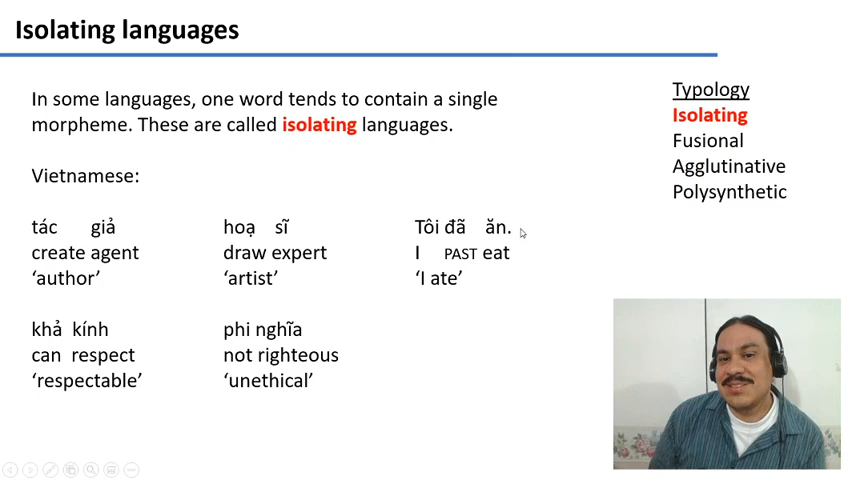 Isolating languages
In some languages, one word tends to contain a single
morpheme. These are called isolating languages.
Vietnamese:
tác giả
create agent
‘author’
hoạ sĩ
draw expert
‘artist’
Tôi đã ăn.
I PAST eat
‘I ate’
khả kính
can respect
‘respectable’
phi nghĩa
not righteous
‘unethical’
Typology
Isolating
Fusional
Agglutinative
Polysynthetic